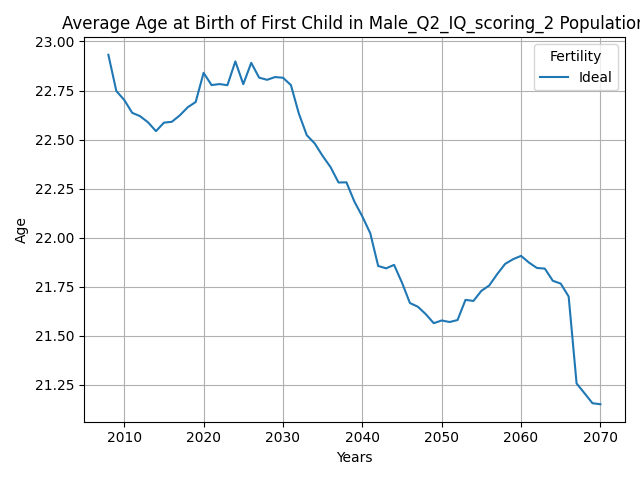 Average Age at Birth of First Child in Male_Q2_IQ_scoring_2 Population
Fertility
Ideal
Age
23.00
22.75
22.50
22.25
22.00
21.75
21.50
21.25
2010 2020 2030 2040 2050 2060 2070
Years